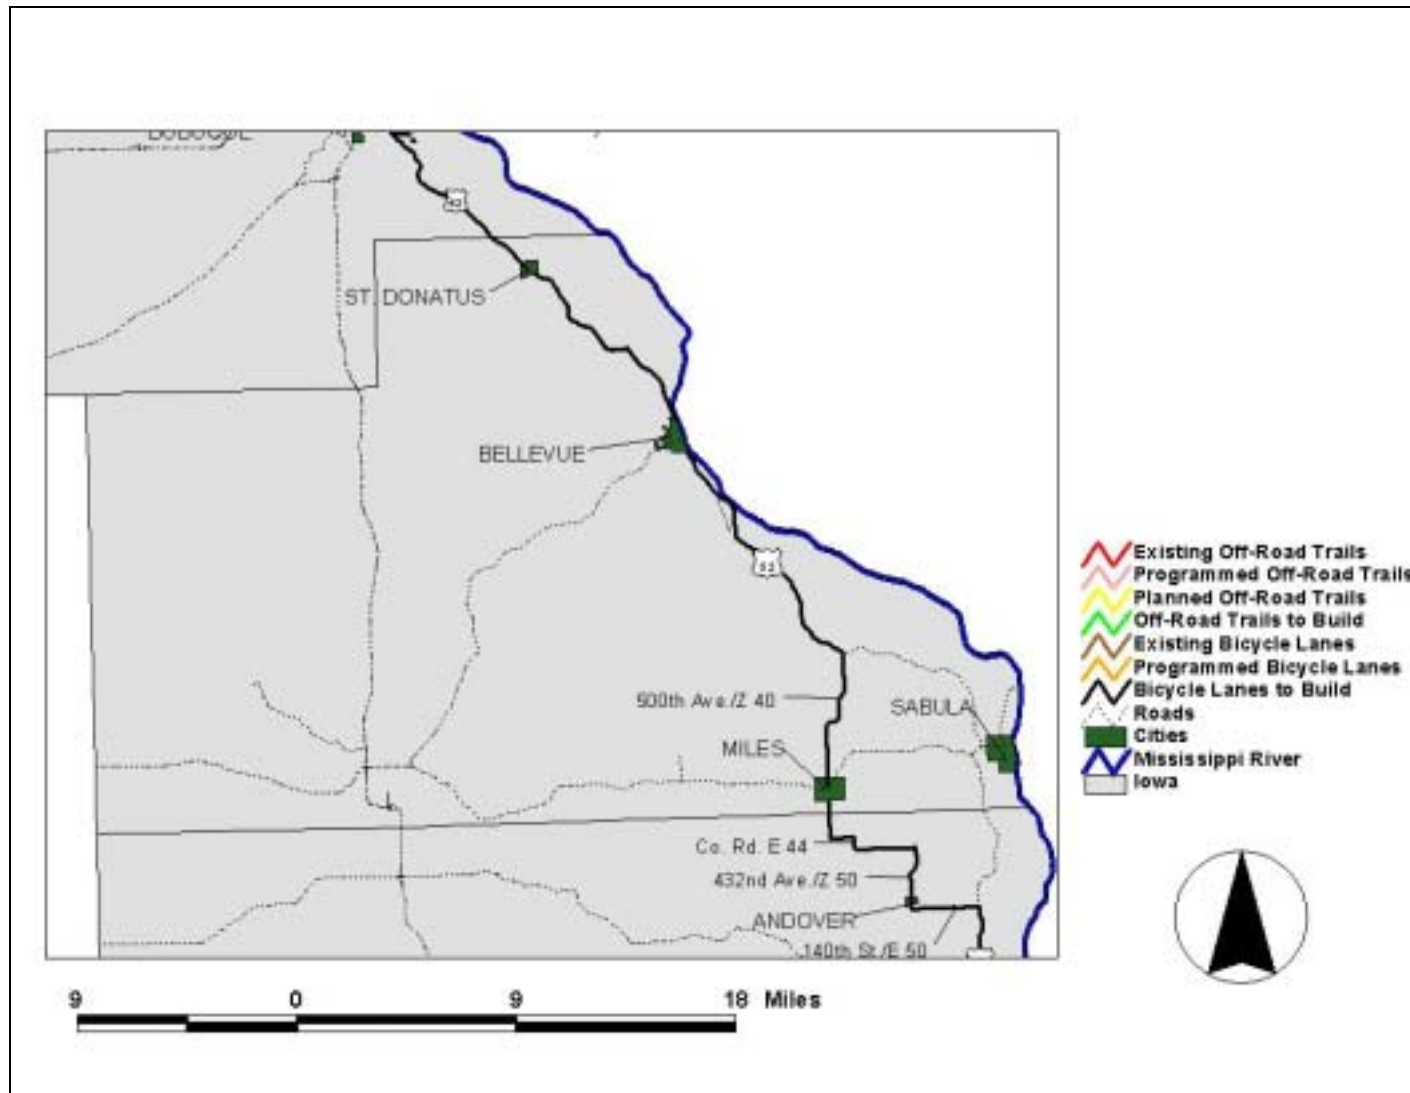 DUBUQUE
52
ST. DONATUS
BELLEVUE
52
500th Ave./Z 40
SABULA
MILES
Co. Rd. E 44
432nd Ave./Z 50
ANDOVER
140th St./E 50
Existing Off-Road Trails
Programmed Off-Road Trails
Planned Off-Road Trails
Off-Road Trails to Build
Existing Bicycle Lanes
Programmed Bicycle Lanes
Bicycle Lanes to Build
Roads
Cities
Mississippi River
Iowa
9 0 9 18 Miles